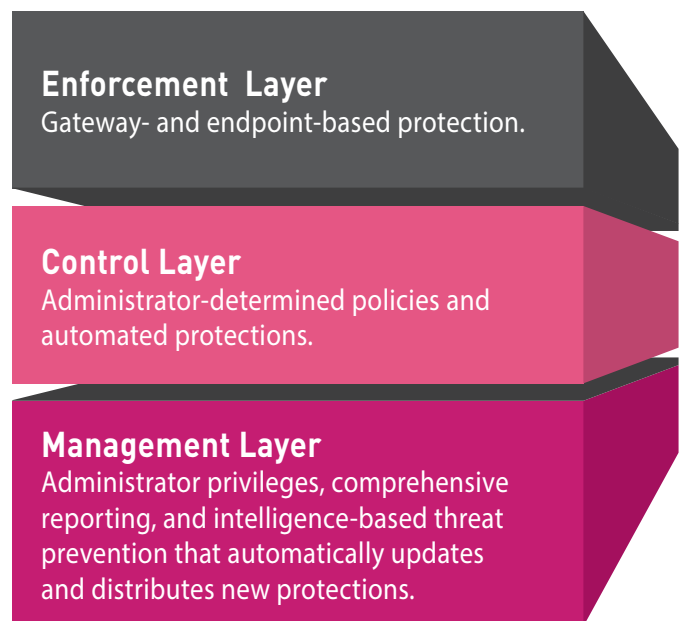 Enforcement Layer
Gateway- and endpoint-based protection.
Control Layer
Administrator-determined policies and
automated protections.
Management Layer
Administrator privileges, comprehensive
reporting, and intelligence-based threat
prevention that automatically updates
and distributes new protections.